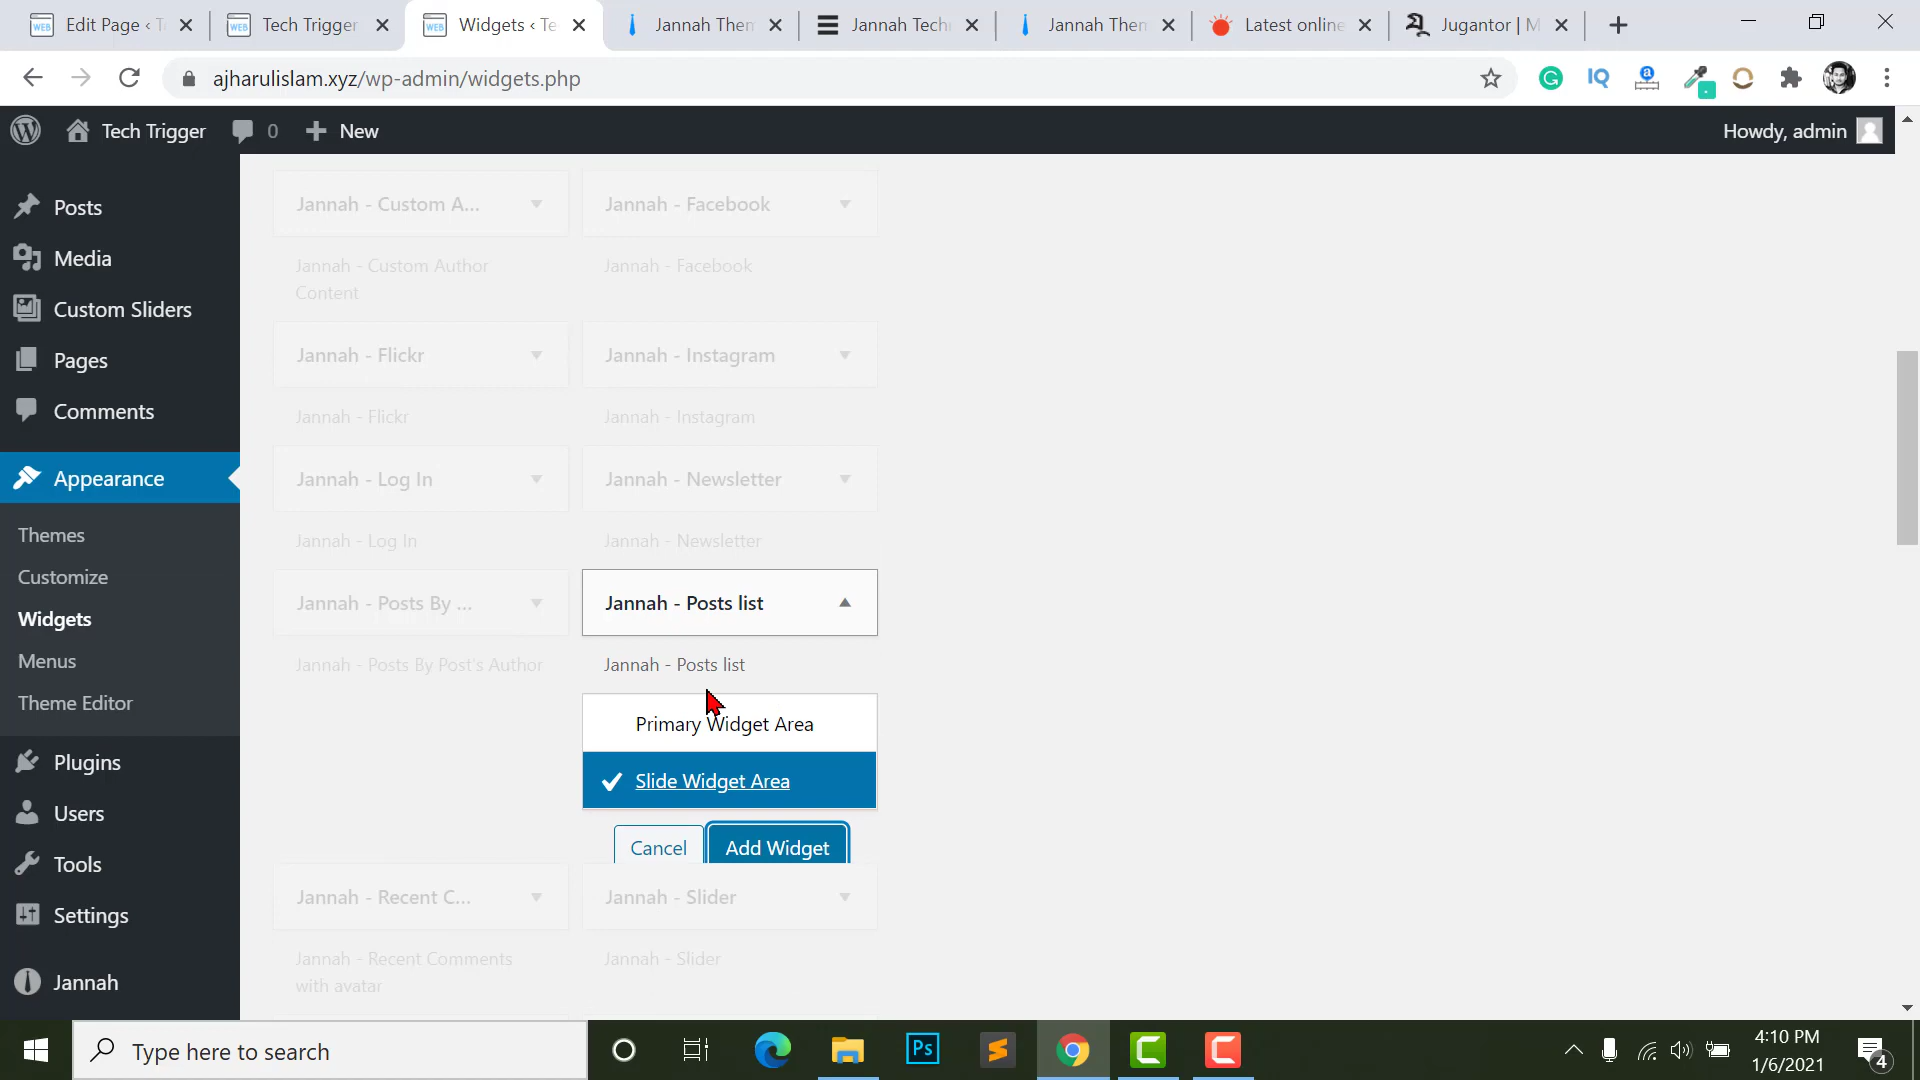 Edit Page ‹ T
Tech Trigger
Widgets ‹ Te
Jannah Them
Jannah Tech
Jannah Them
Latest online
Jugantor | M
ajharulislam.xyz/wp-admin/widgets.php
Tech Trigger
0
New
Howdy, admin
Posts
Media
Custom Sliders
Pages
Comments
Appearance
Themes
Customize
Widgets
Menus
Theme Editor
Plugins
Users
Tools
Settings
Jannah
Jannah - Custom A...
Jannah - Facebook
Jannah - Custom Author
Content
Jannah - Facebook
Jannah - Flickr
Jannah - Instagram
Jannah - Flickr
Jannah - Instagram
Jannah - Log In
Jannah - Newsletter
Jannah - Log In
Jannah - Newsletter
Jannah - Posts By ...
Jannah - Posts list
Jannah - Posts By Post's Author
Jannah - Posts list
Primary Widget Area
Slide Widget Area
Cancel
Add Widget
Jannah - Recent C...
Jannah - Slider
Jannah - Recent Comments
with avatar
Jannah - Slider
Type here to search
Ps
4:10 PM
1/6/2021
4